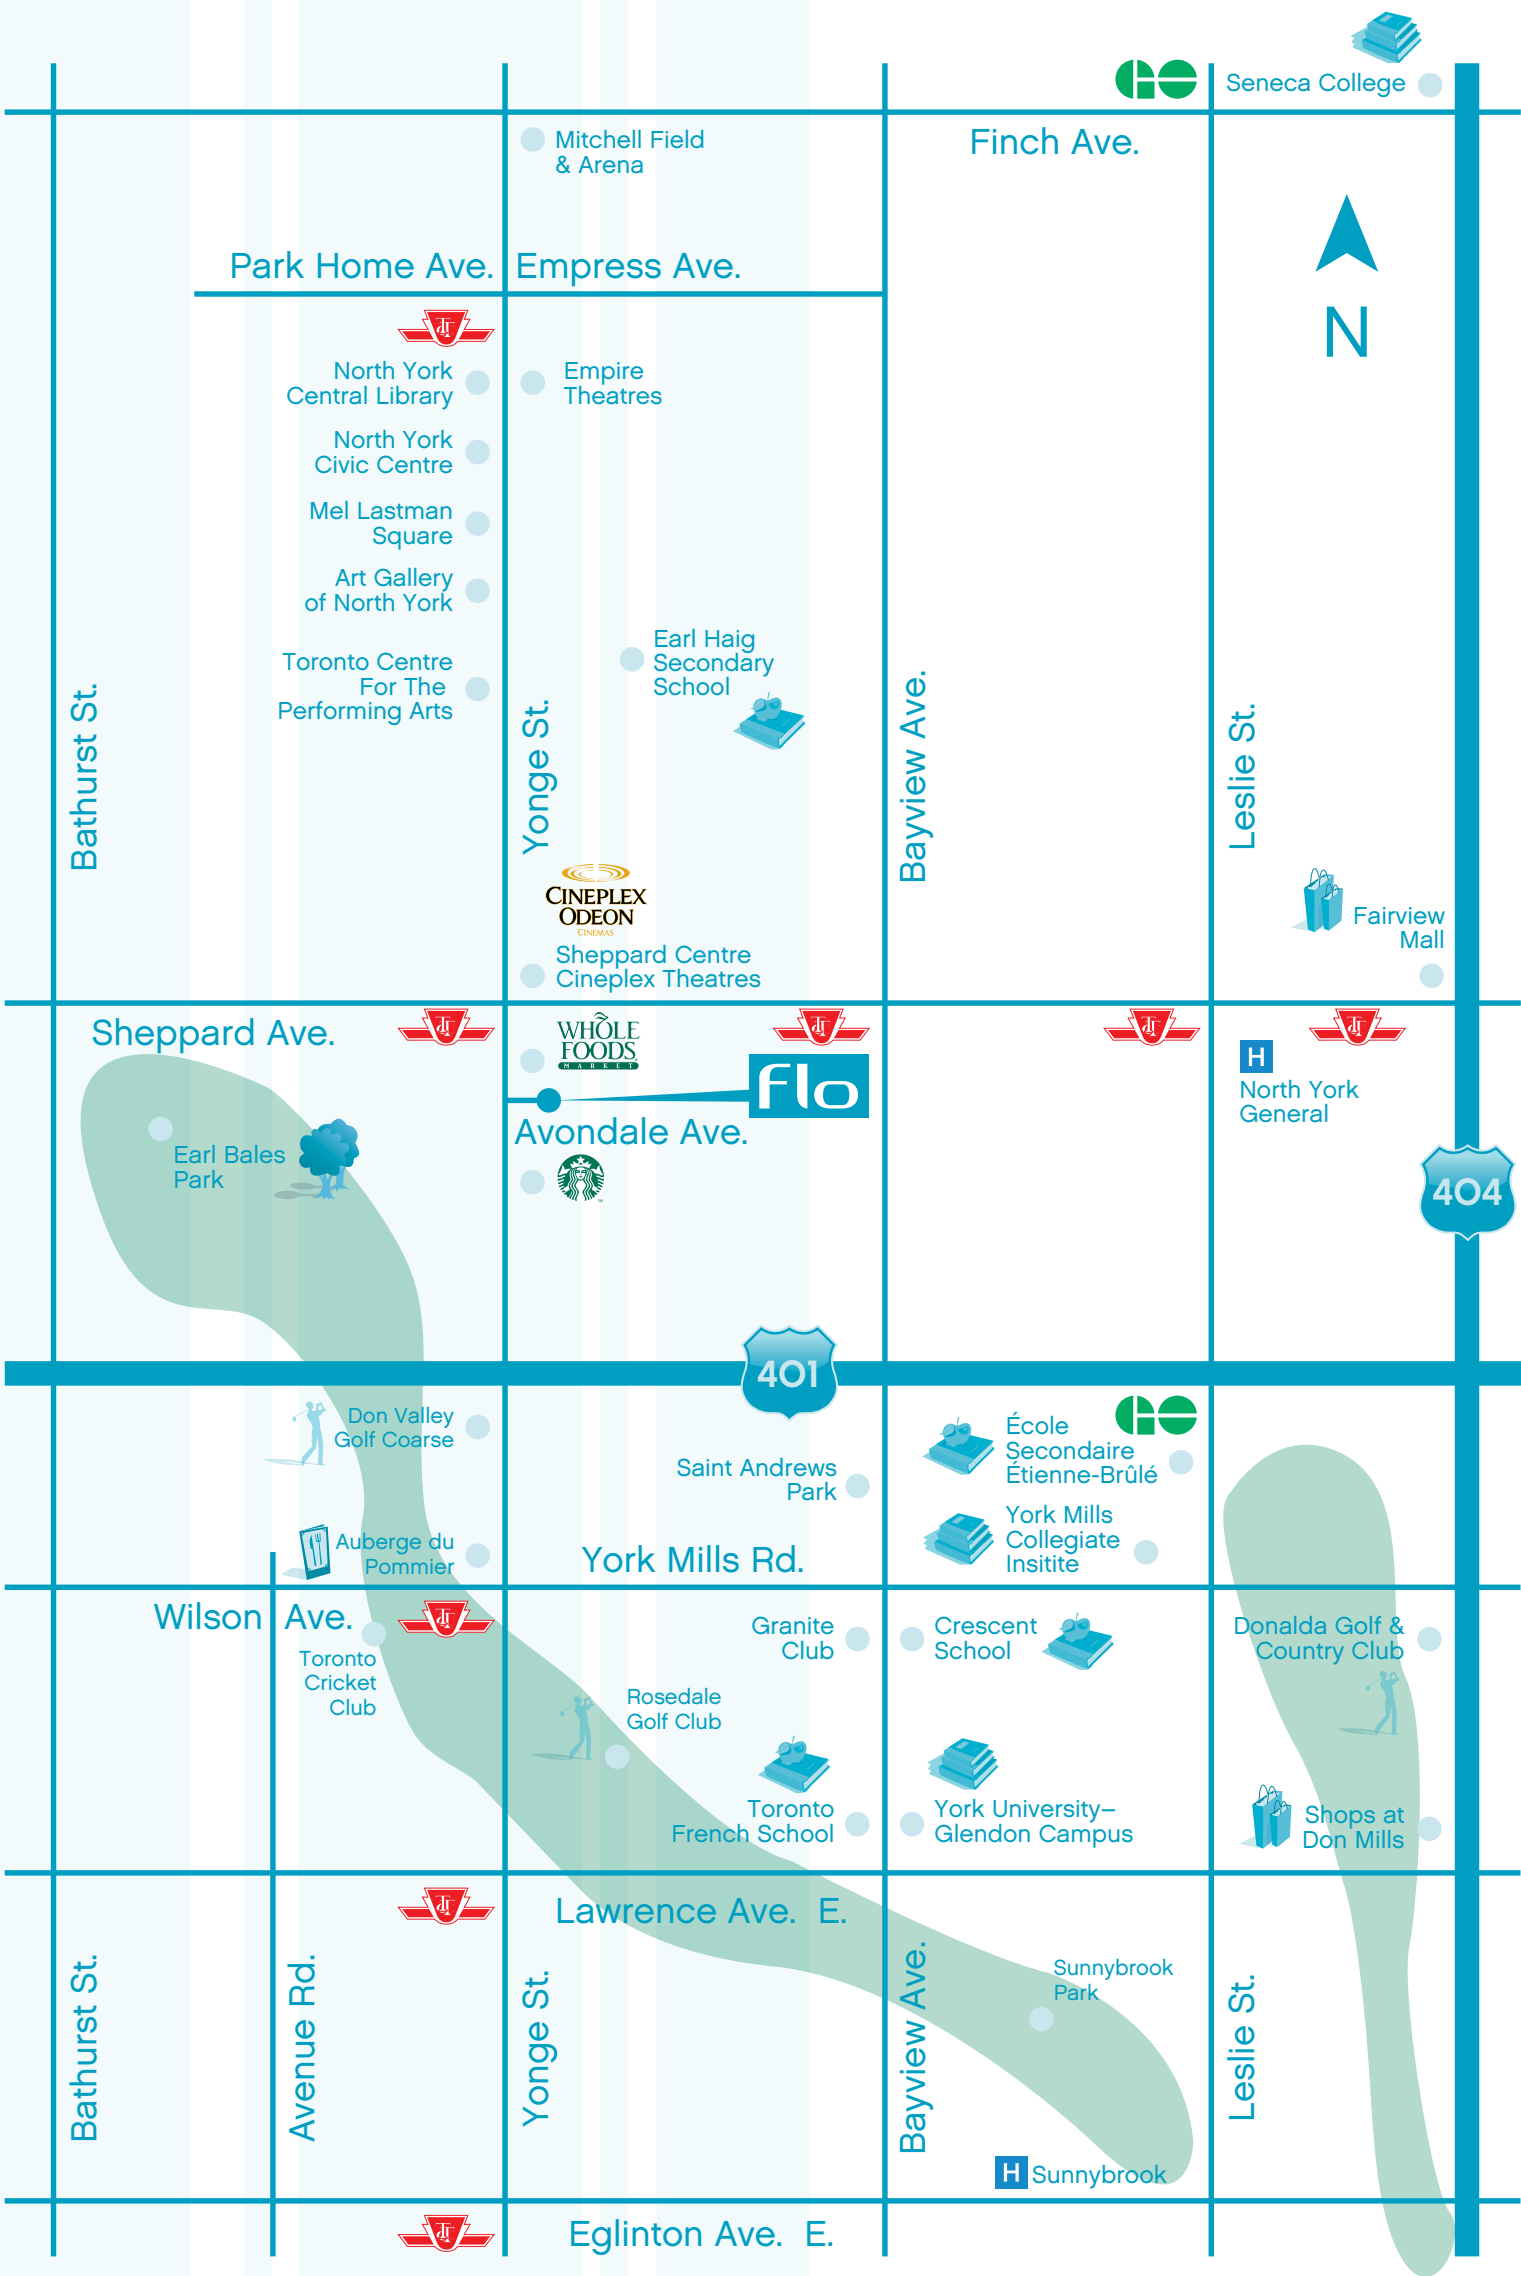 Seneca College
Mitchell Field
& Arena
Finch Ave.
Park Home Ave.
Empress Ave.
N
North York
Central Library
Empire
Theatres
North York
Civic Centre
Mel Lastman
Square
Art Gallery
of North York
Toronto Centre
For The
Performing Arts
Earl Haig
Secondary
School
Bathurst St.
Yonge St.
Bayview Ave.
Leslie St.
CINEPLEX
ODEON
CINEMAS
Sheppard Centre
Cineplex Theatres
Fairview
Mall
Sheppard Ave.
WHOLE
FOODS
MARKET
flo
H
North York
General
Avondale Ave.
Earl Bales
Park
404
401
Don Valley
Golf Coarse
Saint Andrews
Park
École
Secondaire
Étienne-Brûlé
GO
Auberge du
Pommier
York Mills
Collegiate
Insitite
York Mills Rd.
Wilson Ave.
Toronto
Cricket
Club
Granite
Club
Crescent
School
Donalda Golf &
Country Club
Rosedale
Golf Club
Toronto
French School
York University–
Glendon Campus
Shops at
Don Mills
Lawrence Ave. E.
Sunnybrook
Park
Bathurst St.
Avenue Rd.
Yonge St.
Bayview Ave.
Leslie St.
H Sunnybrook
Eglinton Ave. E.